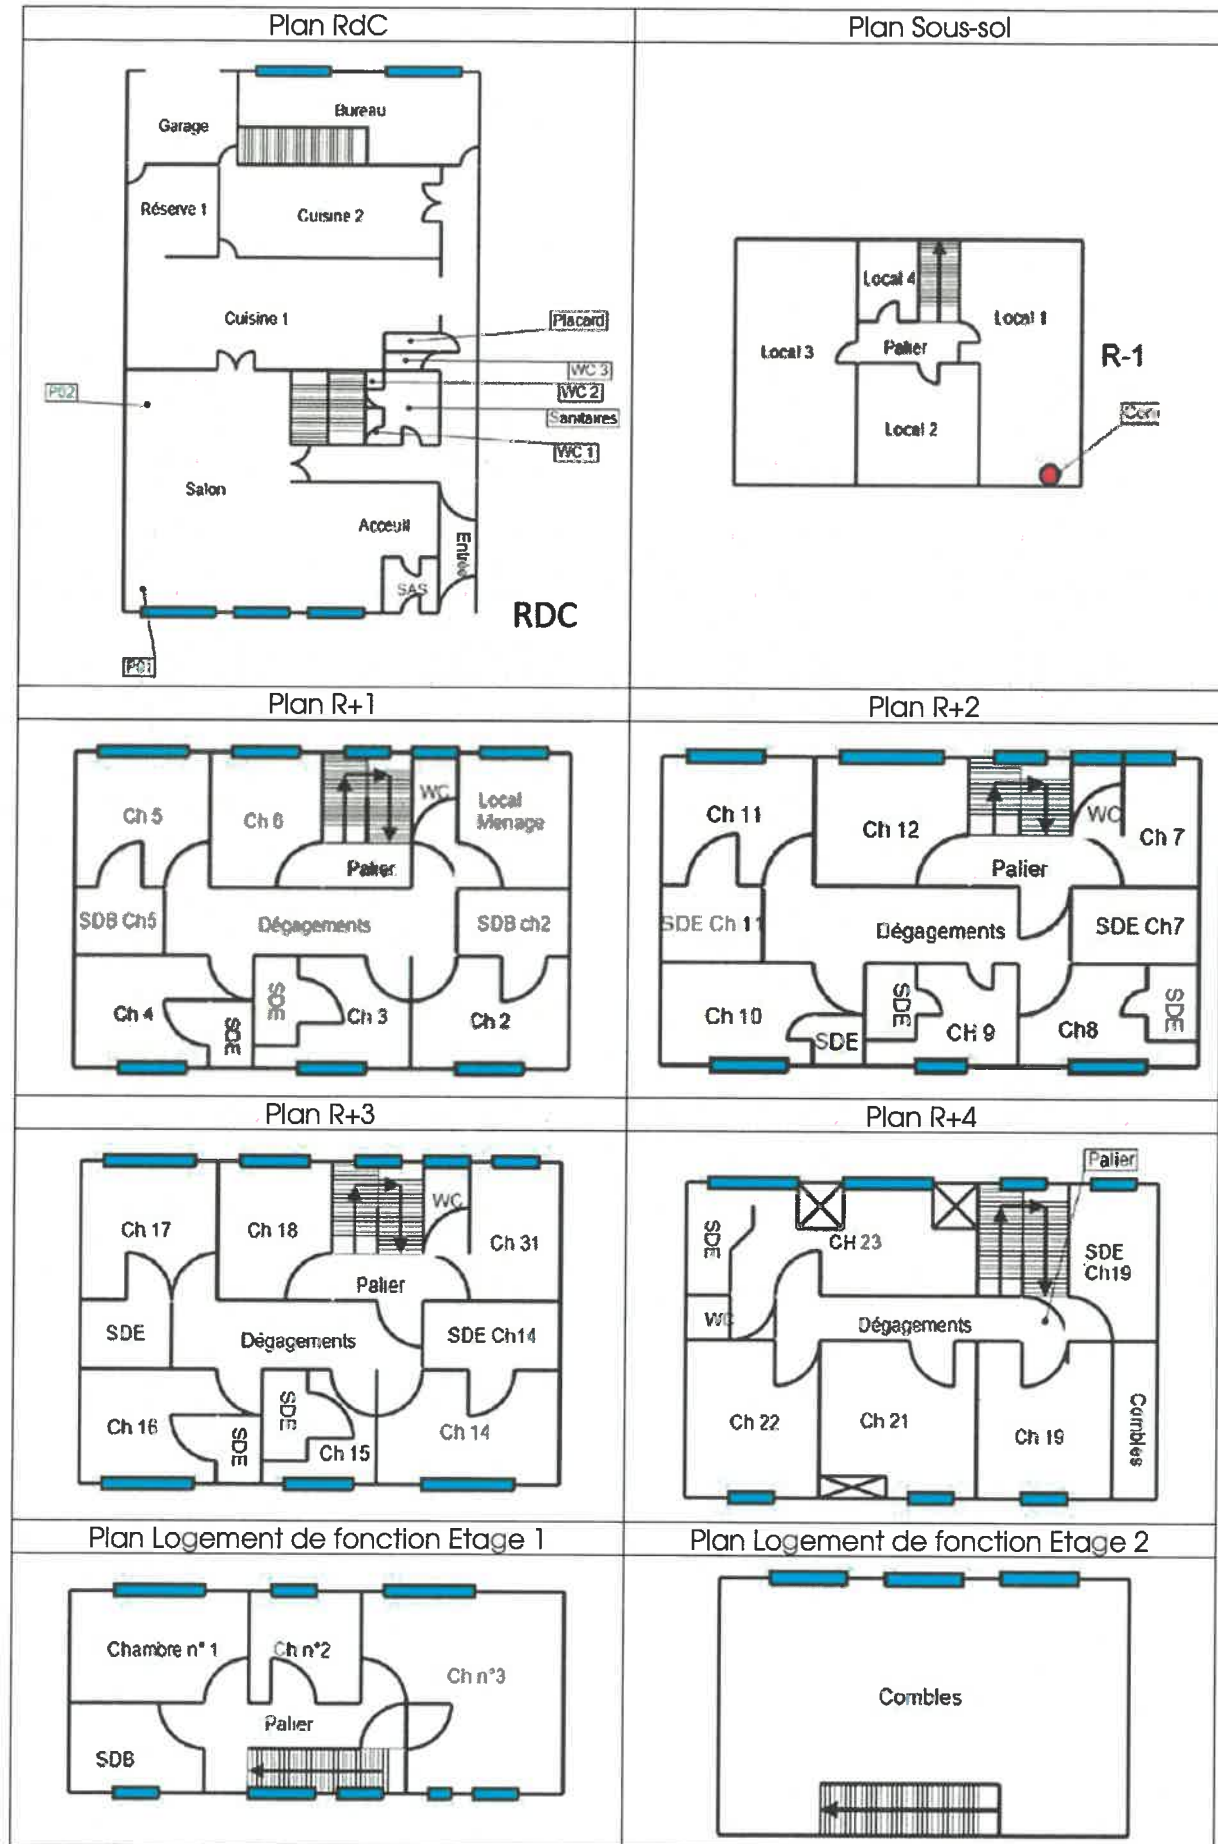 Plan RdC
Plan Sous-sol
Bureau
Garage
Réserve 1
Cuisine 2
Cuisine 1
Placard
WC 3
WC 2
Sanitaires
WC 1
P02
Salon
Acceuil
Entrée
SAS
RDC
P01
Local 4
Local 1
Local 3
Palier
R-1
Local 2
Plan R+1
Plan R+2
Ch 5
Ch 6
WC
Local
Menage
Palier
SDB Ch5
Dégagements
SDB ch2
Ch 4
SDE
SDE
Ch 3
Ch 2
Ch 11
Ch 12
WC
Ch 7
Palier
SDE Ch 11
Dégagements
SDE Ch7
Ch 10
SDE
SDE
CH 9
Ch8
SDE
Plan R+3
Plan R+4
Ch 17
Ch 18
WC
Ch 31
Palier
SDE
Dégagements
SDE Ch14
Ch 16
SDE
SDE
Ch 15
Ch 14
Palier
SDE
CH 23
SDE
Ch19
WC
Dégagements
Ch 22
Ch 21
Ch 19
Combles
Plan Logement de fonction Etage 1
Plan Logement de fonction Etage 2
Chambre n° 1
Ch n°2
Ch n°3
Palier
SDB
Combles